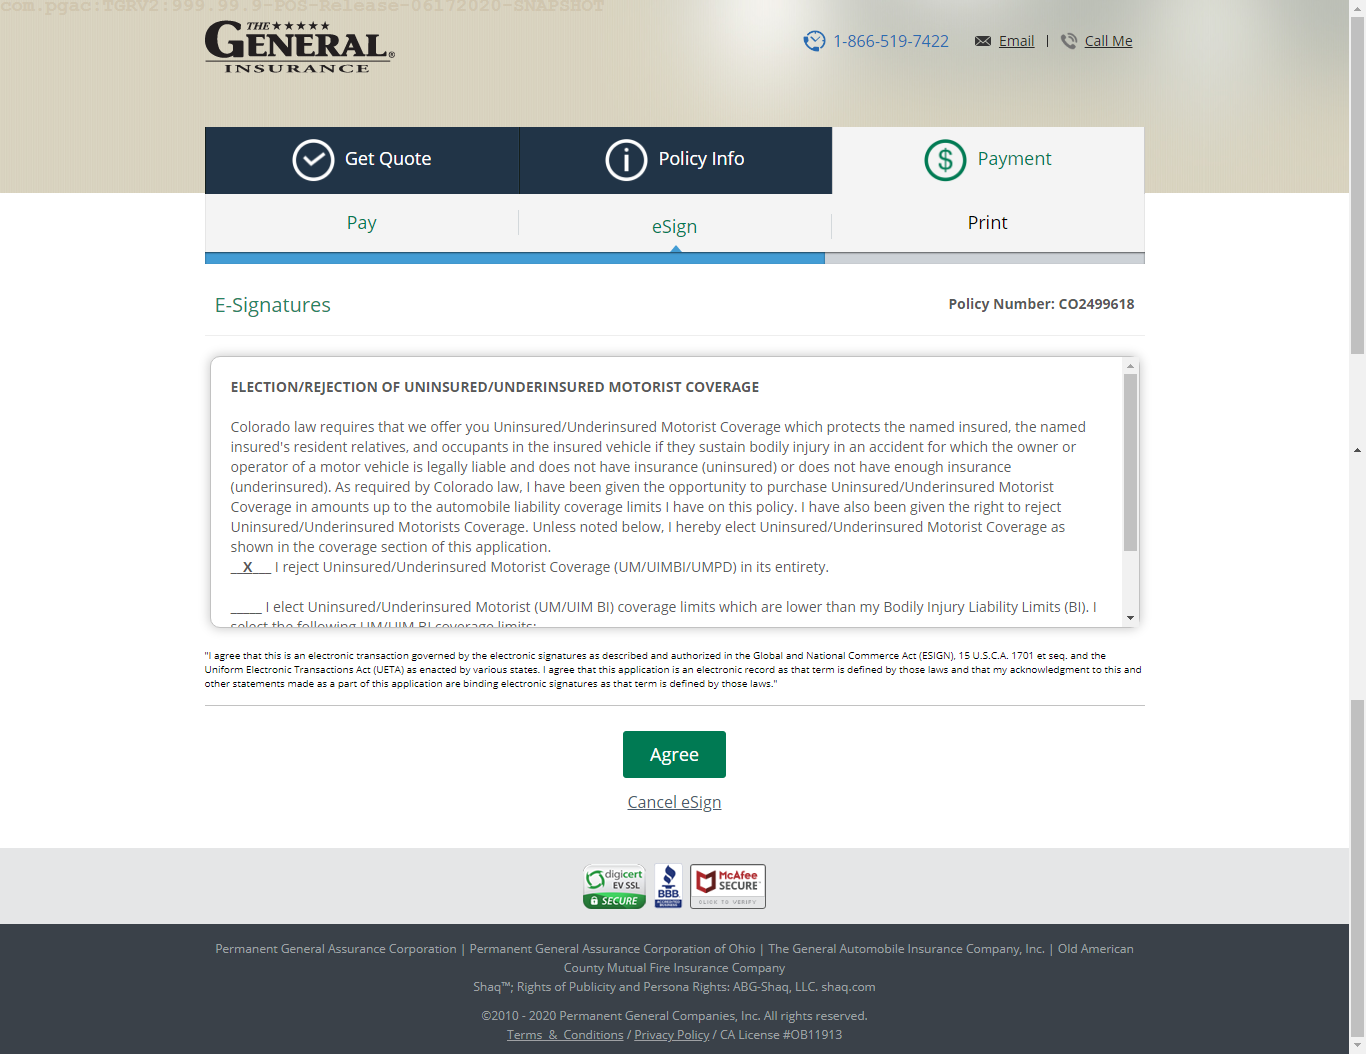 com.pgac:TGRV2:999.99.9-POS-Release-06172020-SNAPSHOT
THE ★★★★★
GENERAL®
INSURANCE
1-866-519-7422 Email | Call Me
Get Quote Policy Info $ Payment
Pay eSign Print
E-Signatures Policy Number: CO2499618
ELECTION/REJECTION OF UNINSURED/UNDERINSURED MOTORIST COVERAGE
Colorado law requires that we offer you Uninsured/Underinsured Motorist Coverage which protects the named insured, the named
insured's resident relatives, and occupants in the insured vehicle if they sustain bodily injury in an accident for which the owner or
operator of a motor vehicle is legally liable and does not have insurance (uninsured) or does not have enough insurance
(underinsured). As required by Colorado law, I have been given the opportunity to purchase Uninsured/Underinsured Motorist
Coverage in amounts up to the automobile liability coverage limits I have on this policy. I have also been given the right to reject
Uninsured/Underinsured Motorists Coverage. Unless noted below, I hereby elect Uninsured/Underinsured Motorist Coverage as
shown in the coverage section of this application.
__X___ I reject Uninsured/Underinsured Motorist Coverage (UM/UIMBI/UMPD) in its entirety.
_____ I elect Uninsured/Underinsured Motorist (UM/UIM BI) coverage limits which are lower than my Bodily Injury Liability Limits (BI). I
select the following UM/UIM BI coverage limits:
"I agree that this is an electronic transaction governed by the electronic signatures as described and authorized in the Global and National Commerce Act (ESIGN), 15 U.S.C.A. 1701 et seq. and the
Uniform Electronic Transactions Act (UETA) as enacted by various states. I agree that this application is an electronic record as that term is defined by those laws and that my acknowledgment to this and
other statements made as a part of this application are binding electronic signatures as that term is defined by those laws."
Agree
Cancel eSign
digicert
EV SSL
SECURE
BBB
ACCREDITED
BUSINESS
McAfee
SECURE
CLICK TO VERIFY
Permanent General Assurance Corporation | Permanent General Assurance Corporation of Ohio | The General Automobile Insurance Company, Inc. | Old American
County Mutual Fire Insurance Company
Shaq™; Rights of Publicity and Persona Rights: ABG-Shaq, LLC. shaq.com
©2010 - 2020 Permanent General Companies, Inc. All rights reserved.
Terms & Conditions / Privacy Policy / CA License #OB11913